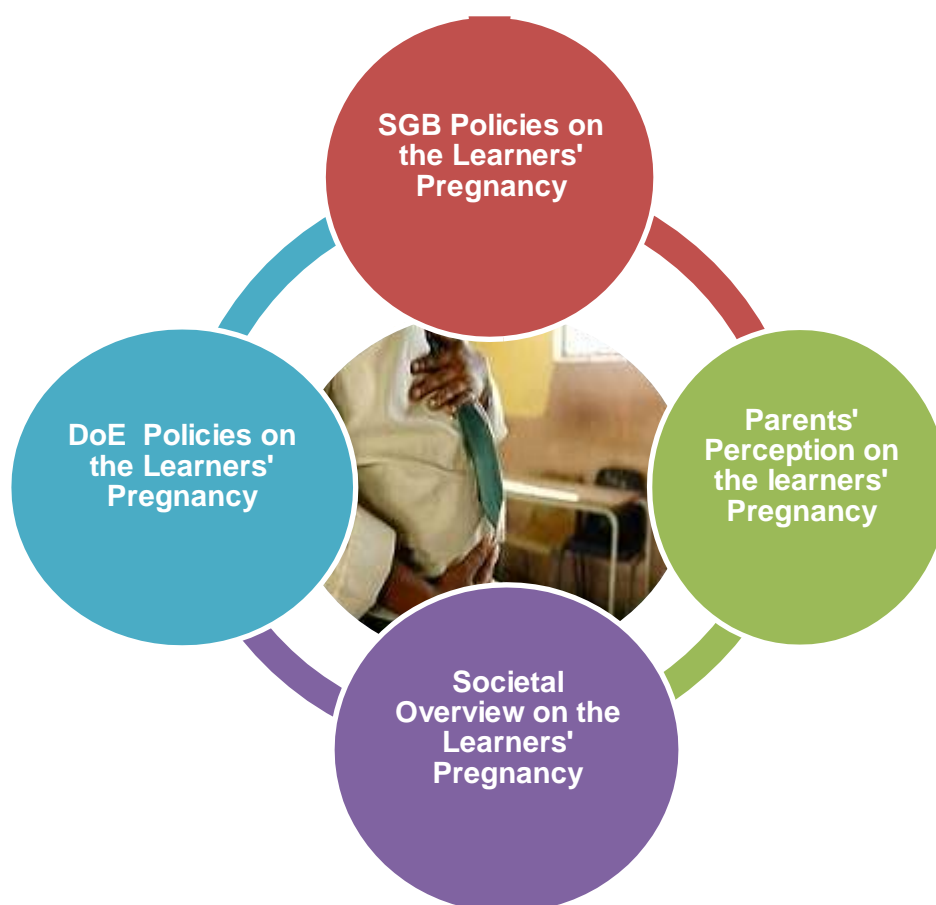 SGB Policies on
the Learners'
Pregnancy
Parents'
Perception on
the learners'
Pregnancy
Societal
Overview on the
Learners'
Pregnancy
DoE  Policies on
the Learners'
Pregnancy